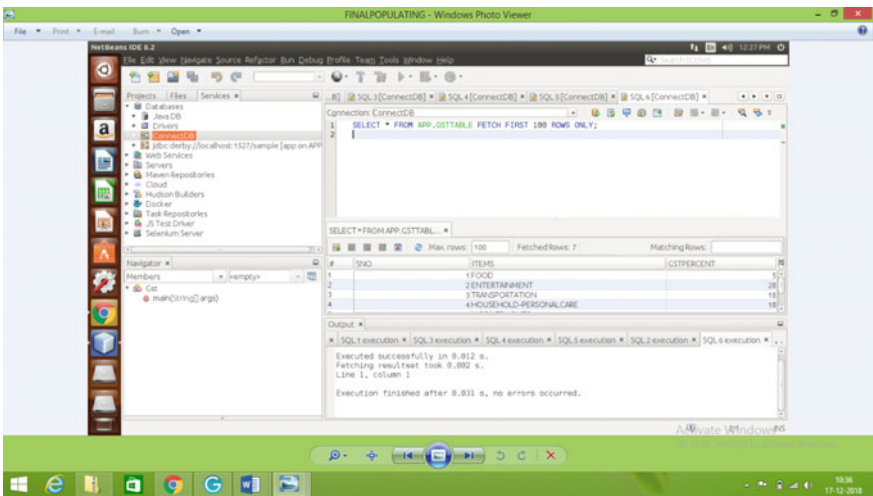 FINALPOPULATING - Windows Photo Viewer
File Print E-mail Burn Open
NetBeans IDE 8.2
En 12:27 PM
File Edit View Navigate Source Refactor Run Debug Profile Team Tools Window Help
Search (Ctrl+I)
Projects Files Services
...8] SQL 3 [ConnectDB] SQL 4 [ConnectDB] SQL 5 [ConnectDB] SQL 6 [ConnectDB]
Databases
Java DB
Drivers
ConnectDB
jdbc:derby://localhost:1527/sample [app on APP
Web Services
Servers
Maven Repositories
Cloud
Hudson Builders
Docker
Task Repositories
JS Test Driver
Selenium Server
Connection: ConnectDB
1 SELECT * FROM APP.GSTTABLE FETCH FIRST 100 ROWS ONLY;
2
SELECT * FROM APP.GSTTABL...
Max. rows: 100 Fetched Rows: 7 Matching Rows:
# SNO ITEMS GSTPERCENT
1 1 FOOD 5
2 2 ENTERTAINMENT 28
3 3 TRANSPORTATION 18
4 4 HOUSEHOLD-PERSONALCARE 18
Navigator
Members <empty>
Gst
main(String[] args)
Output
SQL 1 execution SQL 3 execution SQL 4 execution SQL 5 execution SQL 2 execution SQL 6 execution
Executed successfully in 0.012 s.
Fetching resultset took 0.002 s.
Line 1, column 1
Execution finished after 0.031 s, no errors occurred.
Activate Windows
INS
10:36
17-12-2018